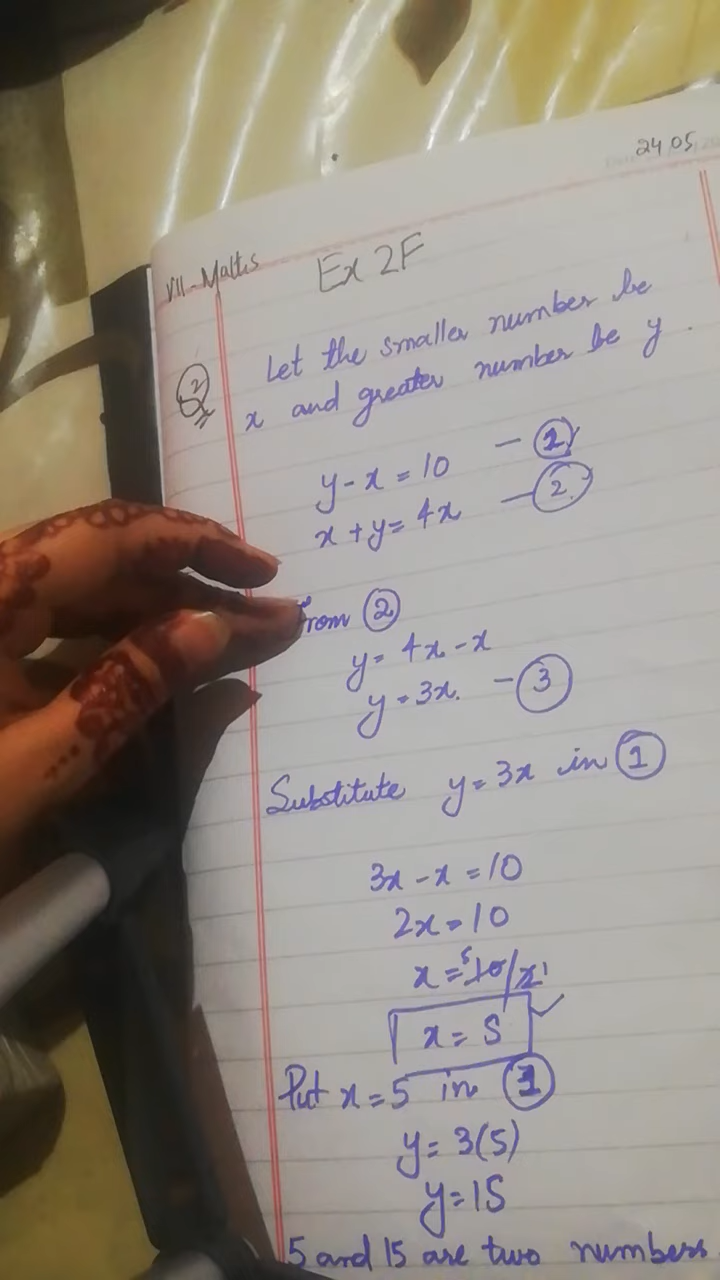 24 05
VII - Maths
Ex 2F
Q2
Let the smaller number be
x and greater number be y.
y - x = 10 - ①
x + y = 4x - ②
From ②
y = 4x - x
y = 3x. - ③
Substitute y = 3x in ①
3x - x = 10
2x = 10
x = 10/2
x = 5
Put x = 5 in ①
y = 3(5)
y = 15
5 and 15 are two numbers